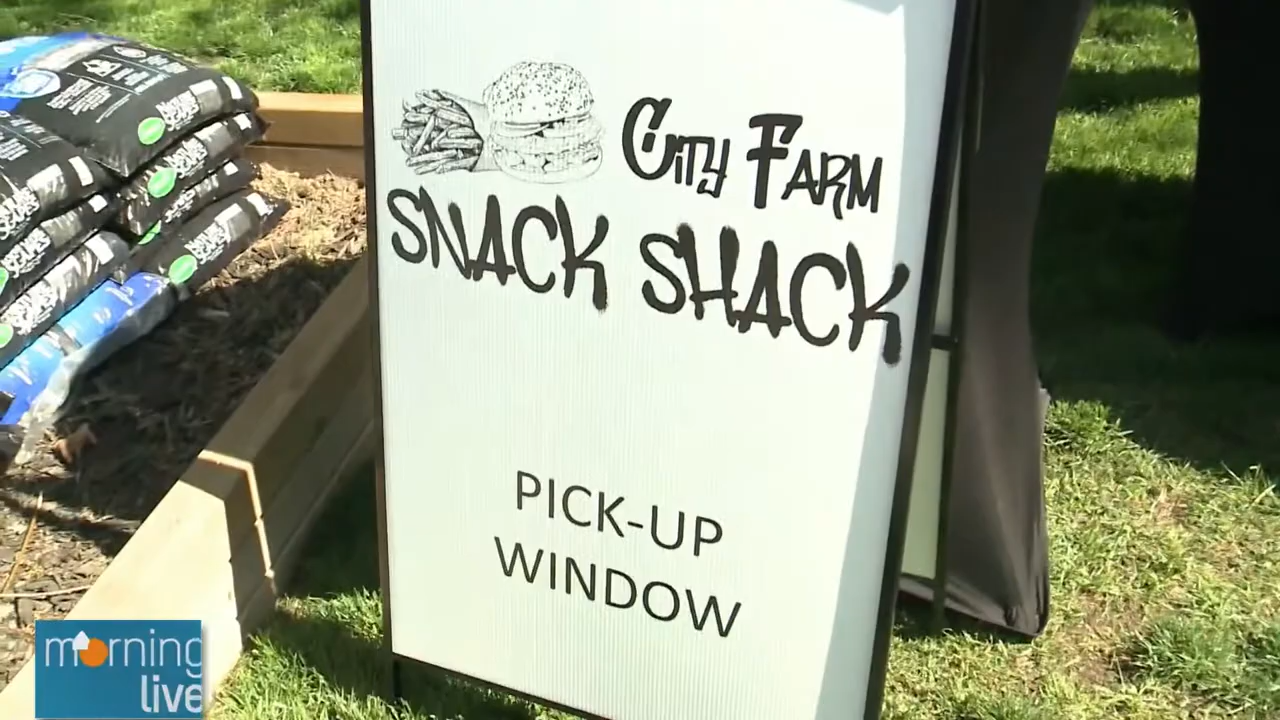 City Farm
SNACK SHACK
PICK-UP
WINDOW
morning
live